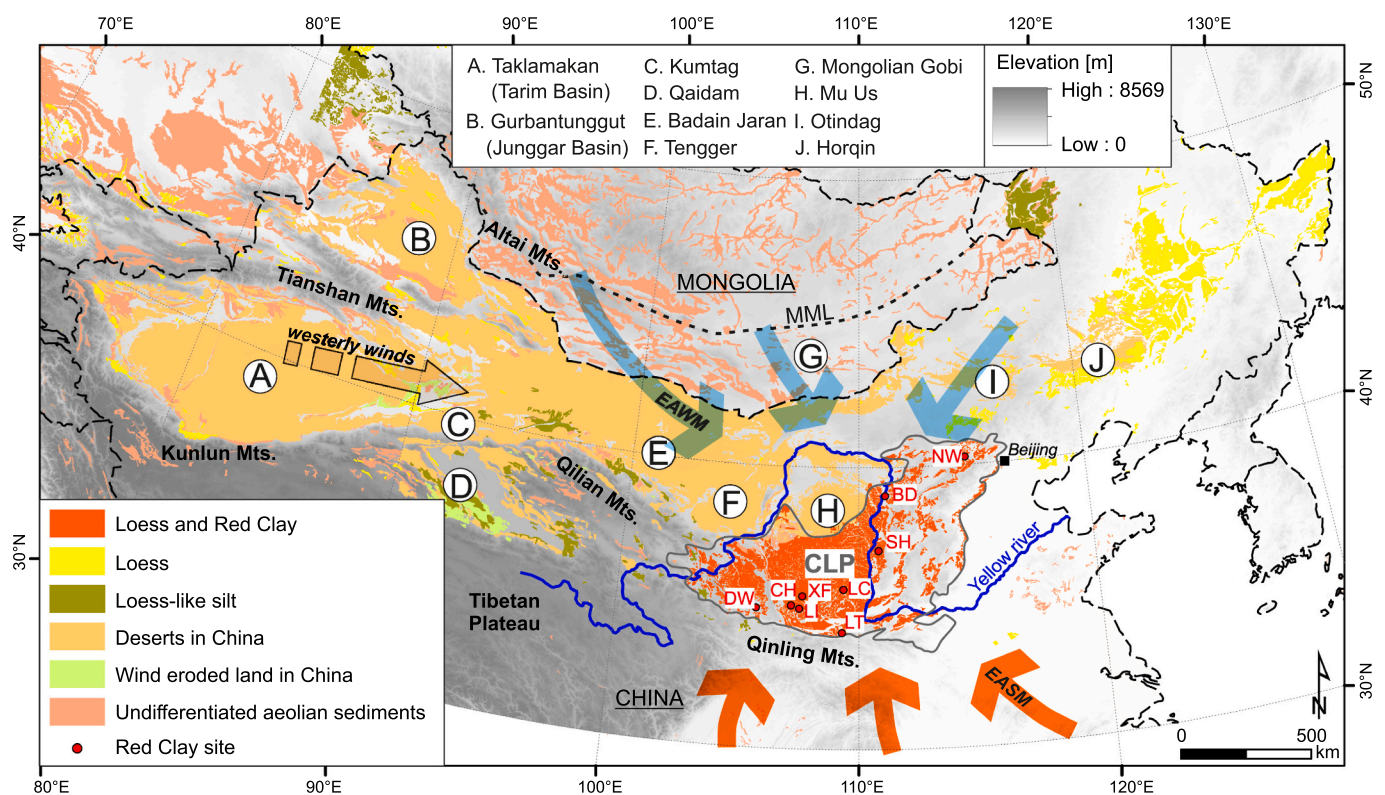 70°E 80°E 90°E 100°E 110°E 120°E 130°E
A. Taklamakan
(Tarim Basin)
B. Gurbantunggut
(Junggar Basin)
C. Kumtag
D. Qaidam
E. Badain Jaran
F. Tengger
G. Mongolian Gobi
H. Mu Us
I. Otindag
J. Horqin
Elevation [m]
High : 8569
Low : 0
50°N
40°N
B
Altai Mts.
MONGOLIA
Tianshan Mts.
MML
westerly winds
G
J
A
I
40°N
EAWM
C
Kunlun Mts.
E
NW
Beijing
Qilian Mts.
D
BD
F
H
SH
Yellow river
30°N
CLP
CH
XF
LC
DW
LI
LT
Tibetan
Plateau
Qinling Mts.
CHINA
EASM
30°N
N
Loess and Red Clay
Loess
Loess-like silt
Deserts in China
Wind eroded land in China
Undifferentiated aeolian sediments
Red Clay site
0 500
km
80°E 90°E 100°E 110°E 120°E